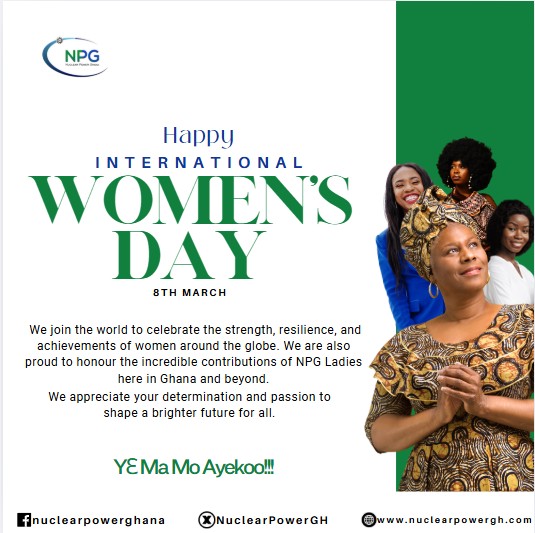 NPG
Nuclear Power Ghana
Happy
INTERNATIONAL
WOMEN'S
DAY
8TH MARCH
We join the world to celebrate the strength, resilience, and
achievements of women around the globe. We are also
proud to honour the incredible contributions of NPG Ladies
here in Ghana and beyond.
We appreciate your determination and passion to
shape a brighter future for all.
YƐ Ma Mo Ayekoo!!!
nuclearpowerghana
NuclearPowerGH
www.nuclearpowergh.com